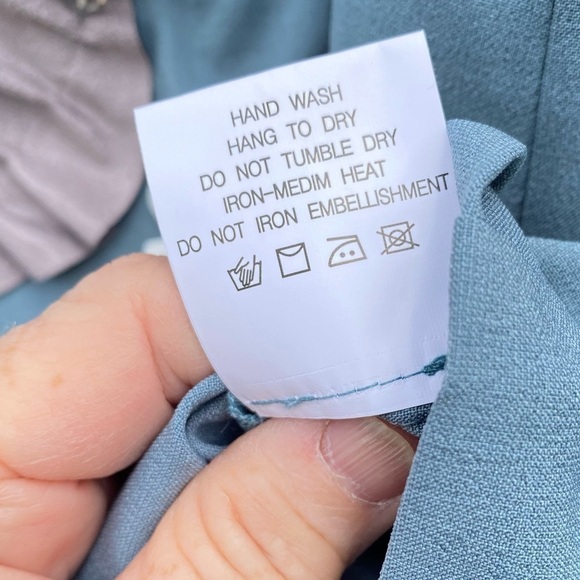 HAND WASH
HANG TO DRY
DO NOT TUMBLE DRY
IRON-MEDIM HEAT
DO NOT IRON EMBELLISHMENT